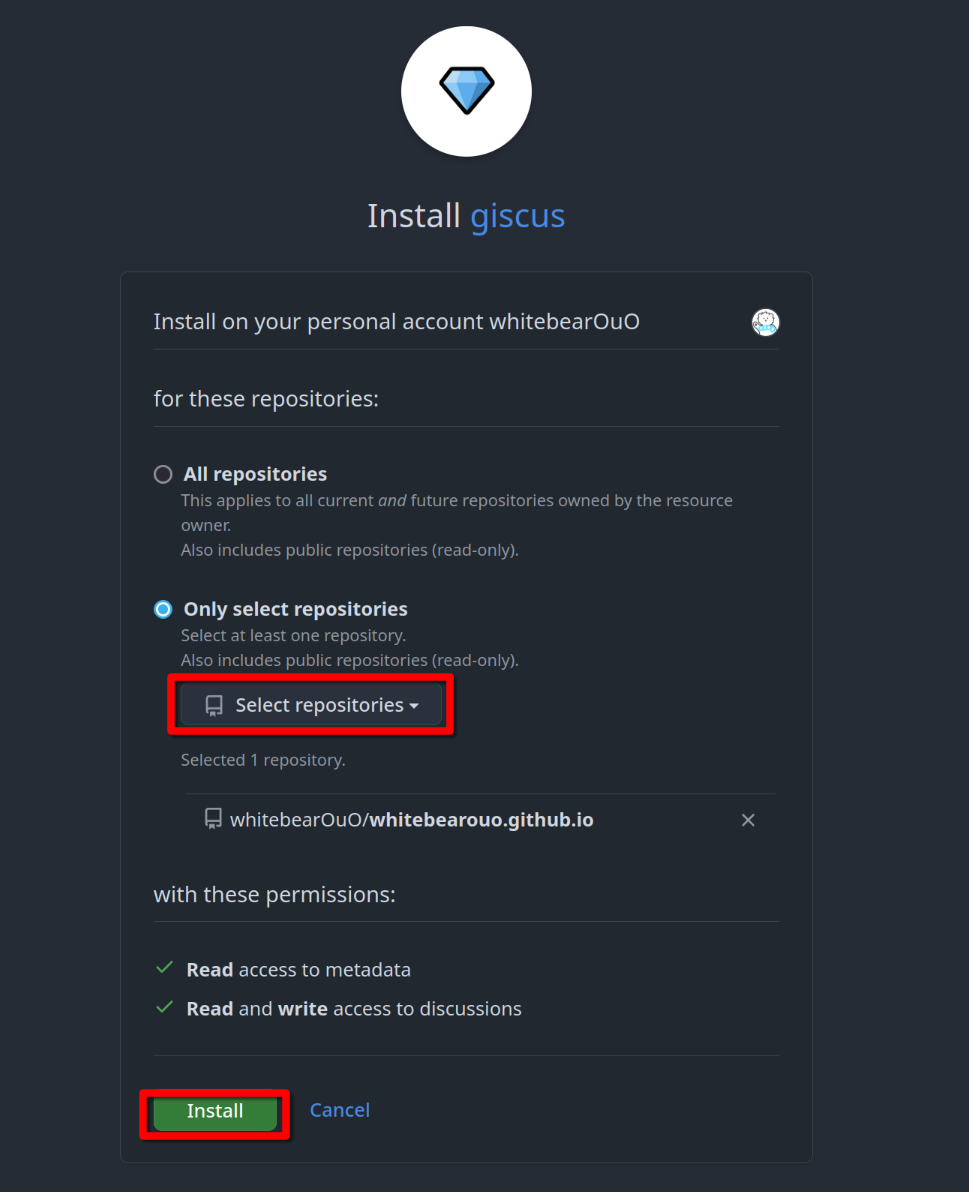 Install giscus
Install on your personal account whitebearOuO
for these repositories:
All repositories
This applies to all current and future repositories owned by the resource
owner.
Also includes public repositories (read-only).
Only select repositories
Select at least one repository.
Also includes public repositories (read-only).
Select repositories
Selected 1 repository.
whitebearOuO/whitebearouo.github.io
with these permissions:
Read access to metadata
Read and write access to discussions
Install Cancel